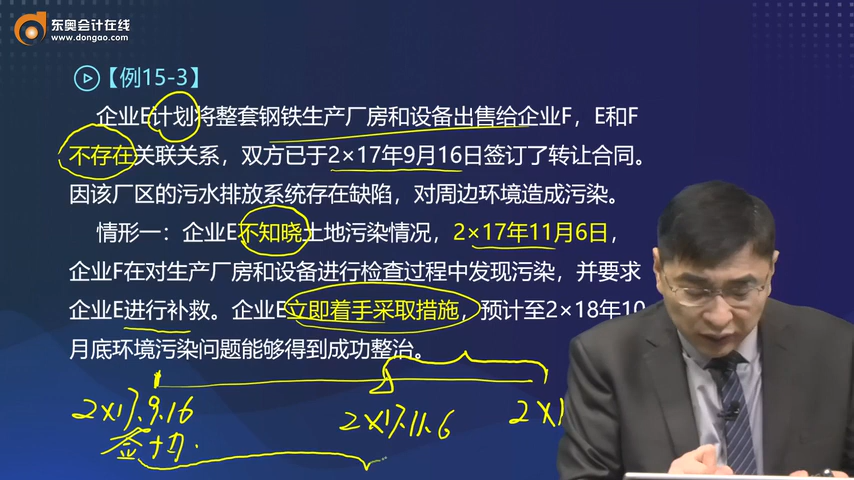 东奥会计在线
www.dongao.com
【例15-3】
企业E计划将整套钢铁生产厂房和设备出售给企业F，E和F
不存在关联关系，双方已于2×17年9月16日签订了转让合同。
因该厂区的污水排放系统存在缺陷，对周边环境造成污染。
情形一：企业E不知晓土地污染情况，2×17年11月6日，
企业F在对生产厂房和设备进行检查过程中发现污染，并要求
企业E进行补救。企业E立即着手采取措施，预计至2×18年10
月底环境污染问题能够得到成功整治。
2×17.9.16
2×17.11.6
2×1
签